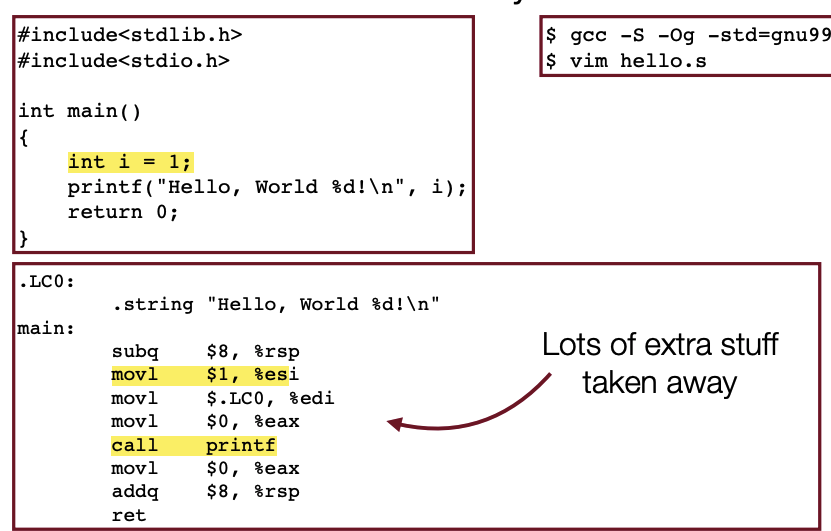 #include<stdlib.h>
#include<stdio.h>
int main()
{
int i = 1;
printf("Hello, World %d!\n", i);
return 0;
}
$ gcc -S -Og -std=gnu99
$ vim hello.s
.LC0:
.string "Hello, World %d!\n"
main:
subq $8, %rsp
movl $1, %esi
movl $.LC0, %edi
movl $0, %eax
call printf
movl $0, %eax
addq $8, %rsp
ret
Lots of extra stuff
taken away